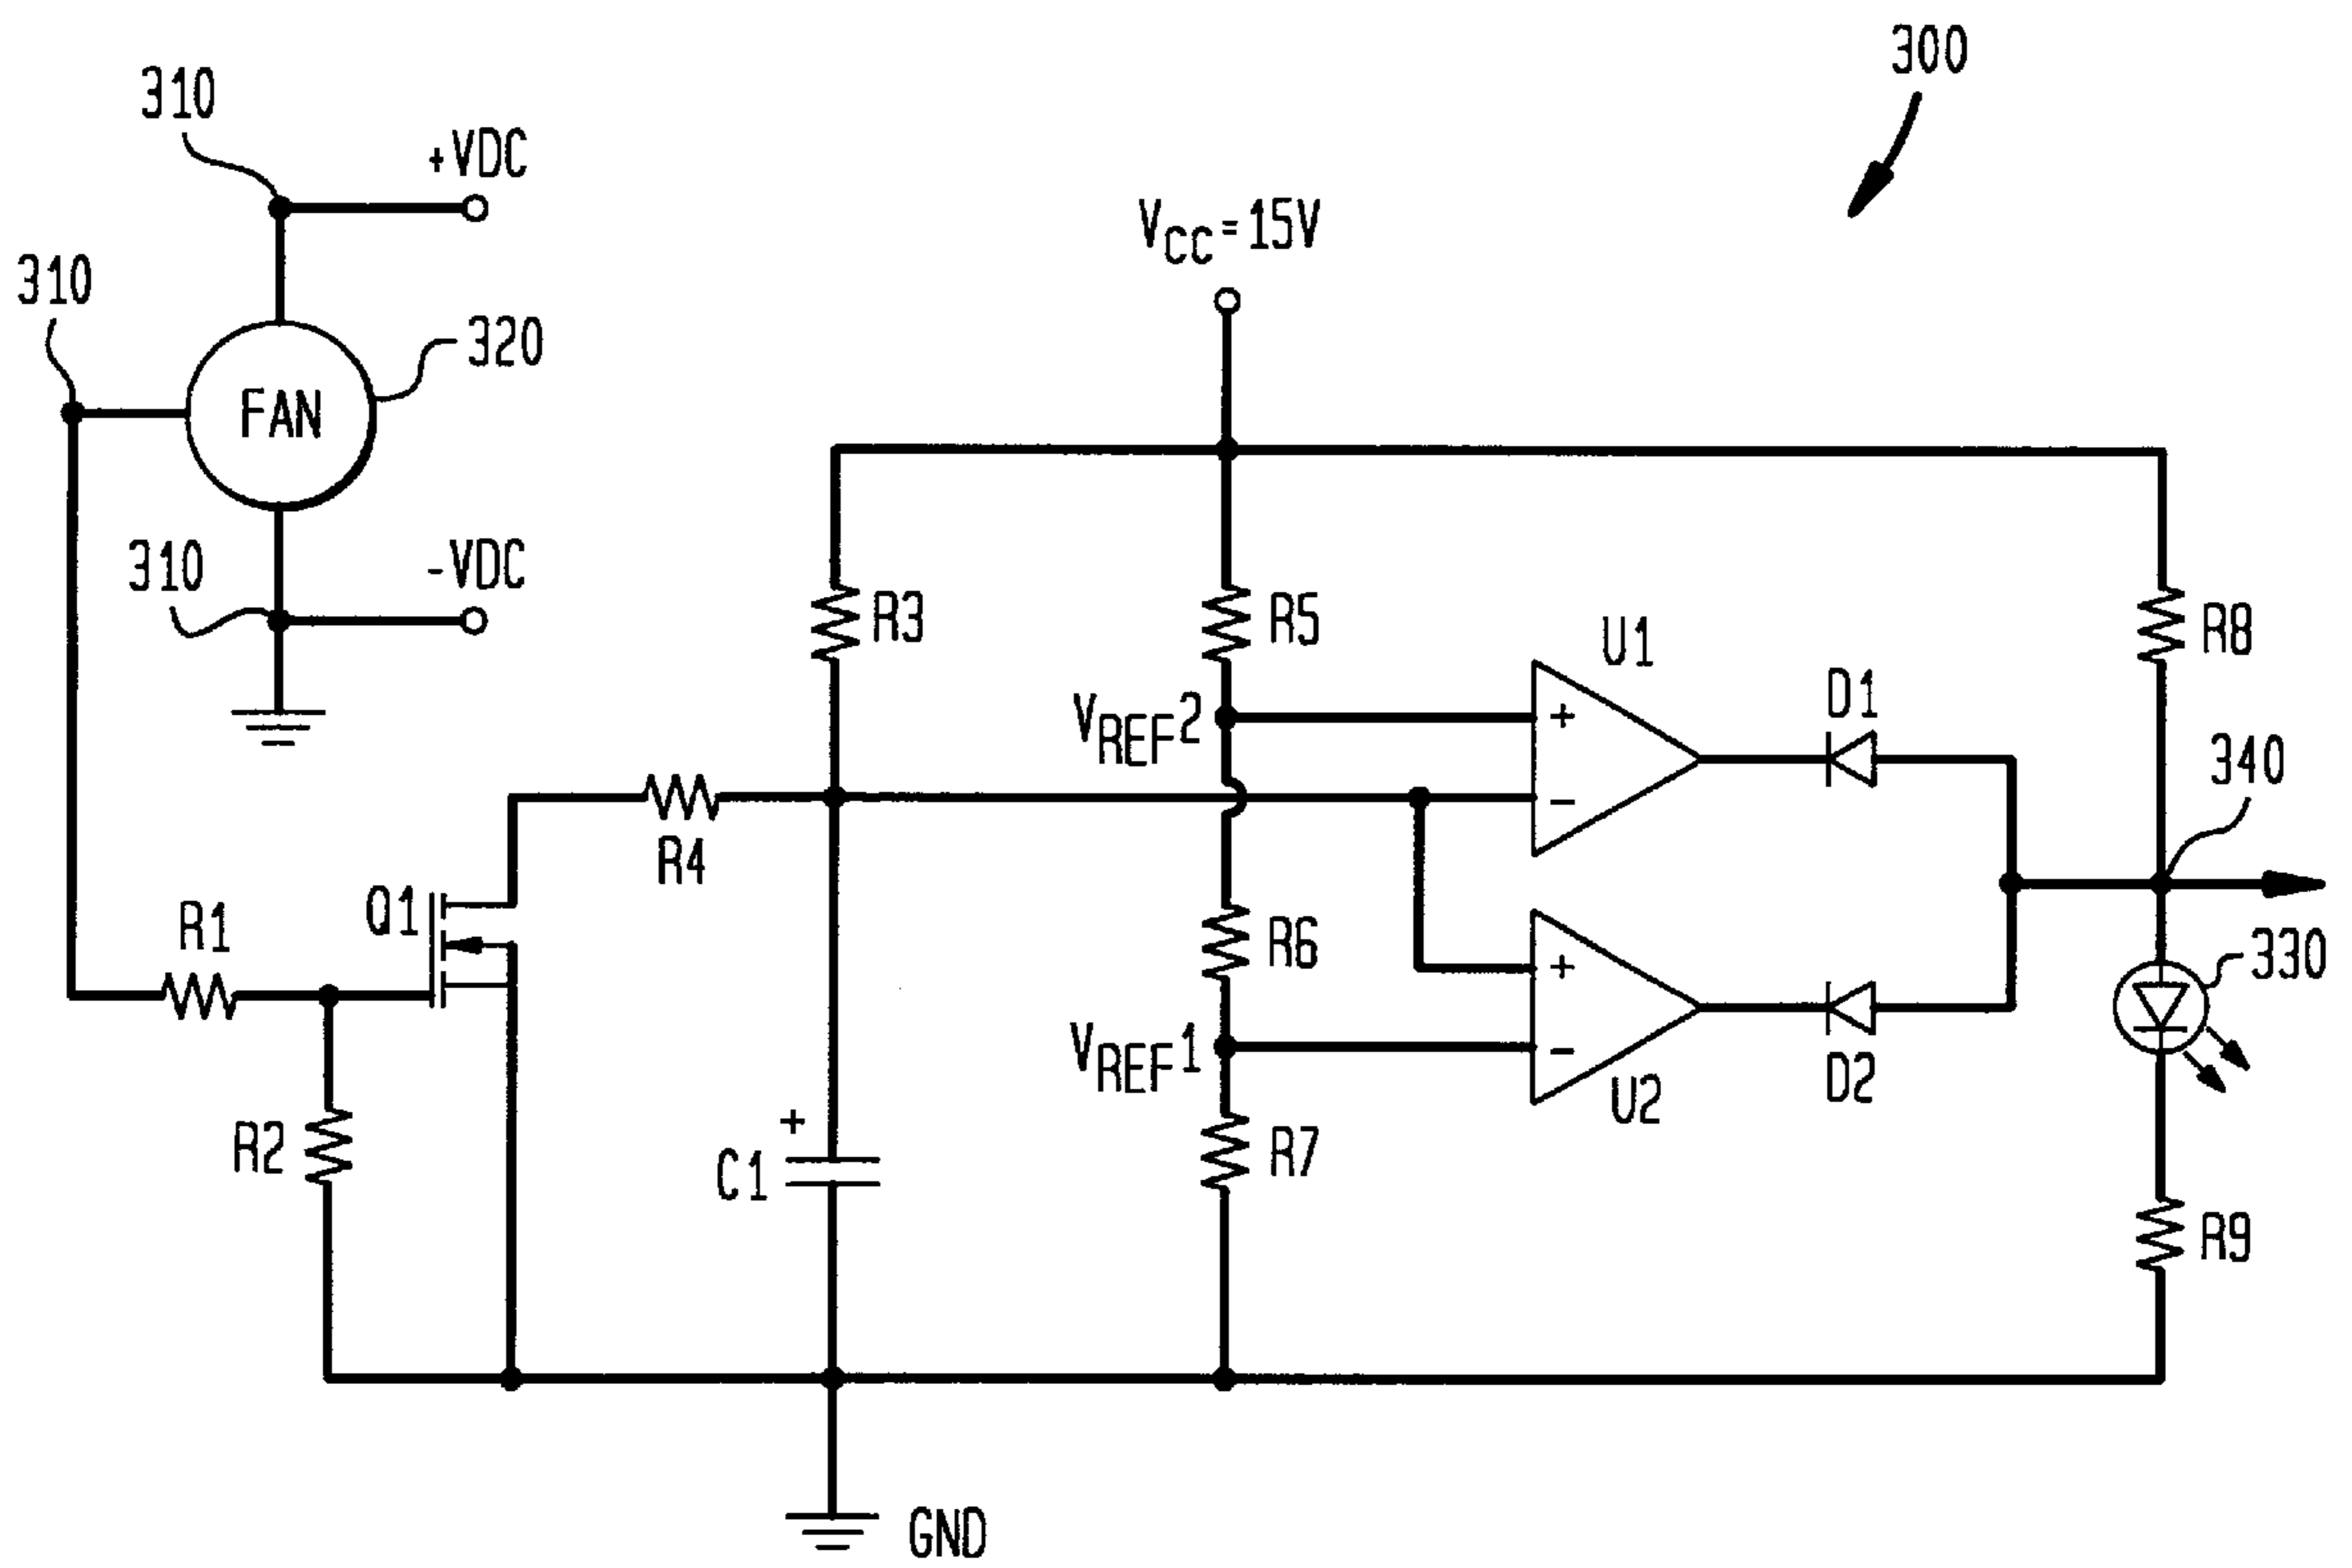 300
310
+VDC
VCC=15V
310
320
FAN
310
-VDC
R3
R5
R8
U1
D1
VREF2
340
+
-
R4
Q1
R1
R6
+
330
VREF1
-
D2
U2
+
R2
C1
R7
R9
GND